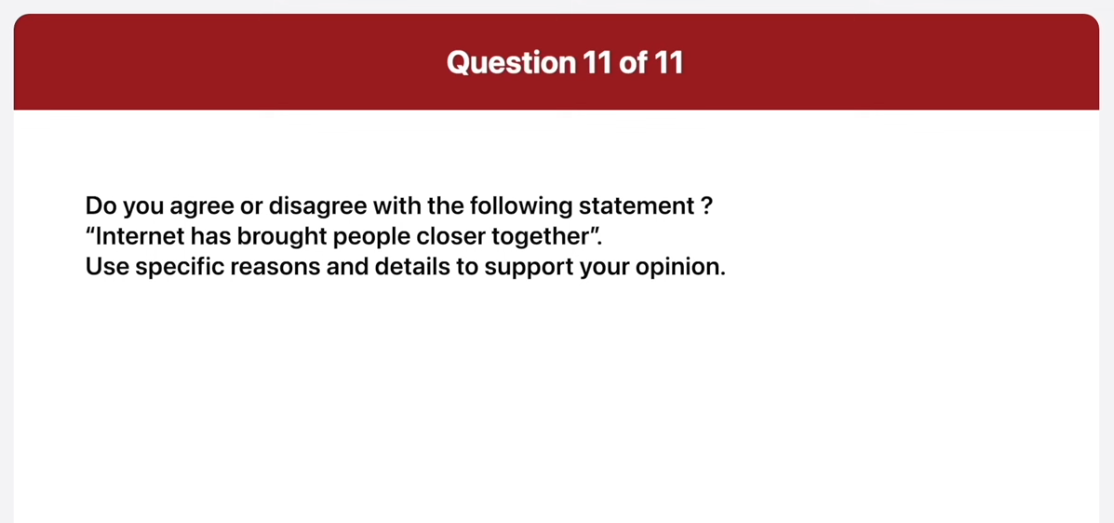 Question 11 of 11
Do you agree or disagree with the following statement ?
“Internet has brought people closer together”.
Use specific reasons and details to support your opinion.